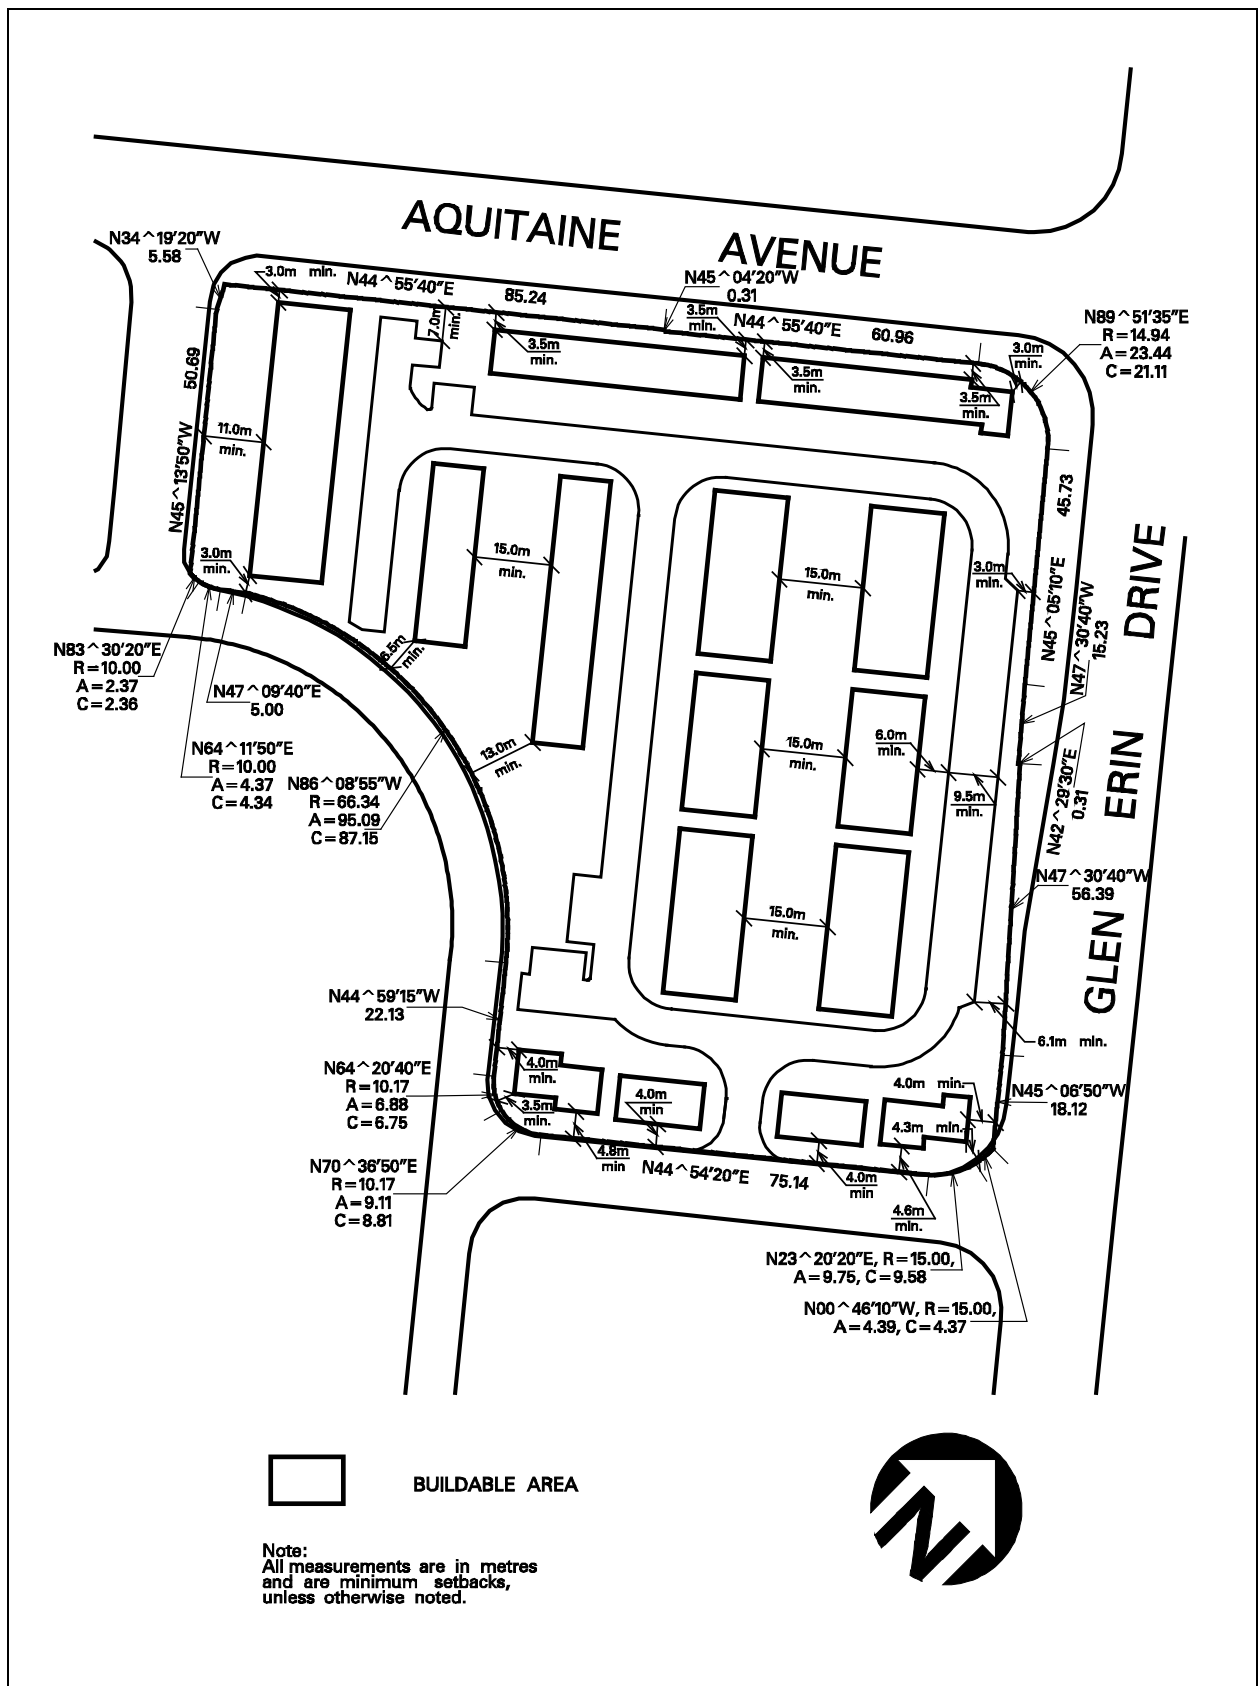 AQUITAINE AVENUE
N34^19'20"W
5.58
3.0m min.
N44^55'40"E
85.24
N45^04'20"W
0.31
3.5m
min.
N44^55'40"E
60.96
N89^51'35"E
R=14.94
A=23.44
C=21.11
3.0m
min.
7.0m
min.
3.5m
min.
3.5m
min.
3.5m
min.
50.69
N45^13'50"W
11.0m
min.
3.0m
min.
45.73
N45^05'10"E
15.0m
min.
15.0m
min.
3.0m
min.
GLEN ERIN DRIVE
N47^30'40"W
15.23
N83^30'20"E
R=10.00
A=2.37
C=2.36
6.5m
min.
N47^09'40"E
5.00
N64^11'50"E
R=10.00
A=4.37
C=4.34
13.0m
min.
15.0m
min.
6.0m
min.
N86^08'55"W
R=66.34
A=95.09
C=87.15
9.5m
min.
N42^29'30"E
0.31
N47^30'40"W
56.39
15.0m
min.
N44^59'15"W
22.13
6.1m min.
N64^20'40"E
R=10.17
A=6.88
C=6.75
4.0m
min.
3.5m
min.
4.0m
min
4.0m min.
N45^06'50"W
18.12
4.3m min.
4.8m
min
N70^36'50"E
R=10.17
A=9.11
C=8.81
N44^54'20"E
75.14
4.0m
min
4.6m
min.
N23^20'20"E, R=15.00,
A=9.75, C=9.58
N00^46'10"W, R=15.00,
A=4.39, C=4.37
BUILDABLE AREA
N
Note:
All measurements are in metres
and are minimum setbacks,
unless otherwise noted.